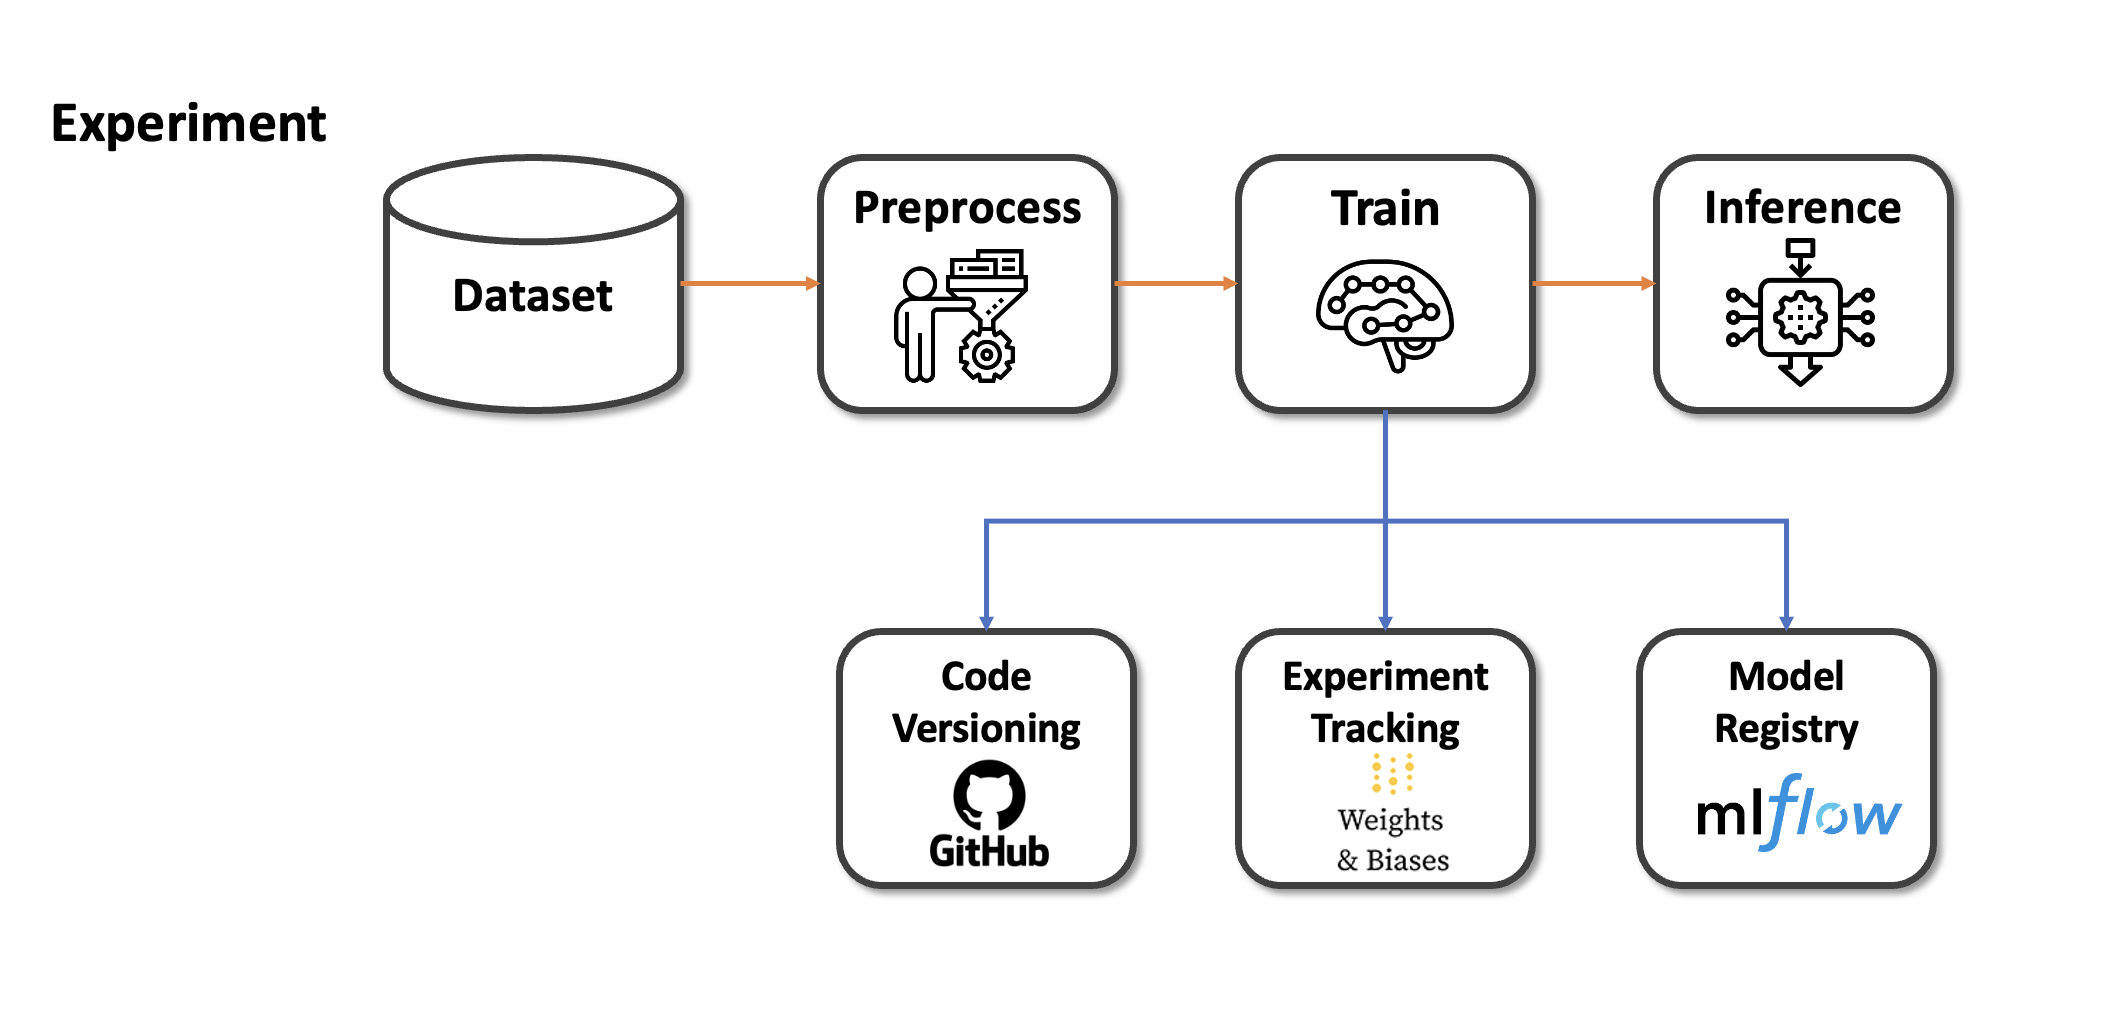 Experiment
Dataset
Preprocess
Train
Inference
Code
Versioning
GitHub
Experiment
Tracking
Weights
& Biases
Model
Registry
mlflow